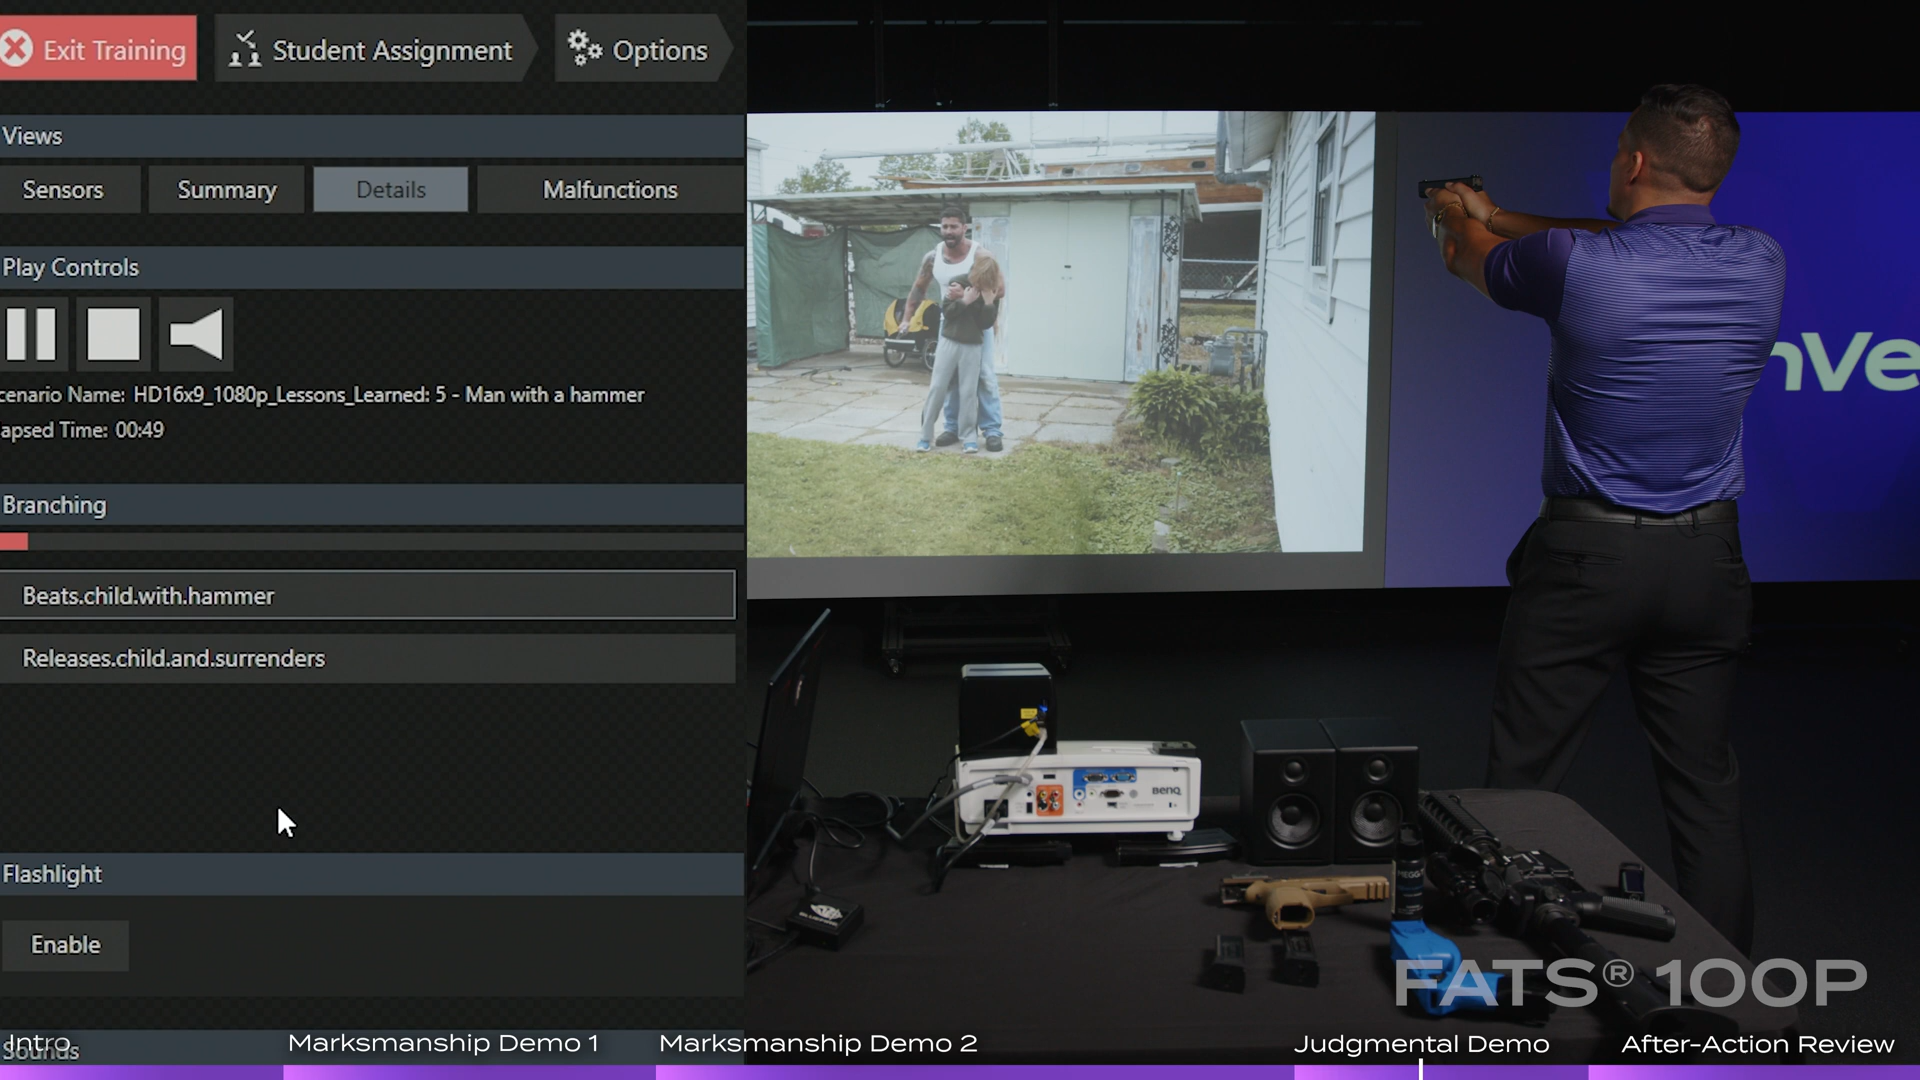 Exit Training
Student Assignment
Options
Views
Sensors
Summary
Details
Malfunctions
Play Controls
cenario Name: HD16x9_1080p_Lessons_Learned: 5 - Man with a hammer
apsed Time: 00:49
Branching
Beats.child.with.hammer
Releases.child.and.surrenders
Flashlight
Enable
Sounds
nVe
BenQ
FATS® 100P
Intro
Marksmanship Demo 1
Marksmanship Demo 2
Judgmental Demo
After-Action Review